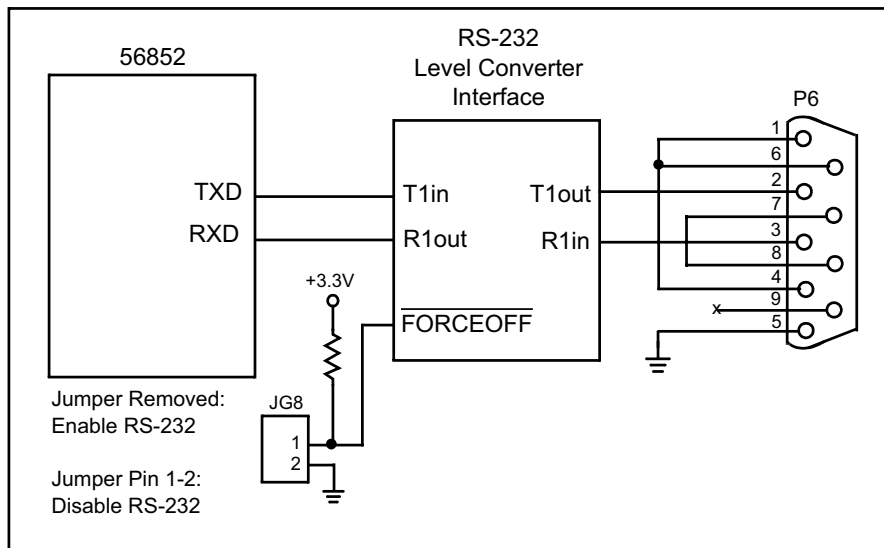 56852
RS-232
Level Converter
Interface
P6
TXD
RXD
T1in
R1out
FORCEOFF
T1out
R1in
1
6
2
7
3
8
4
9
5
x
+3.3V
JG8
1
2
Jumper Removed:
Enable RS-232
Jumper Pin 1-2:
Disable RS-232